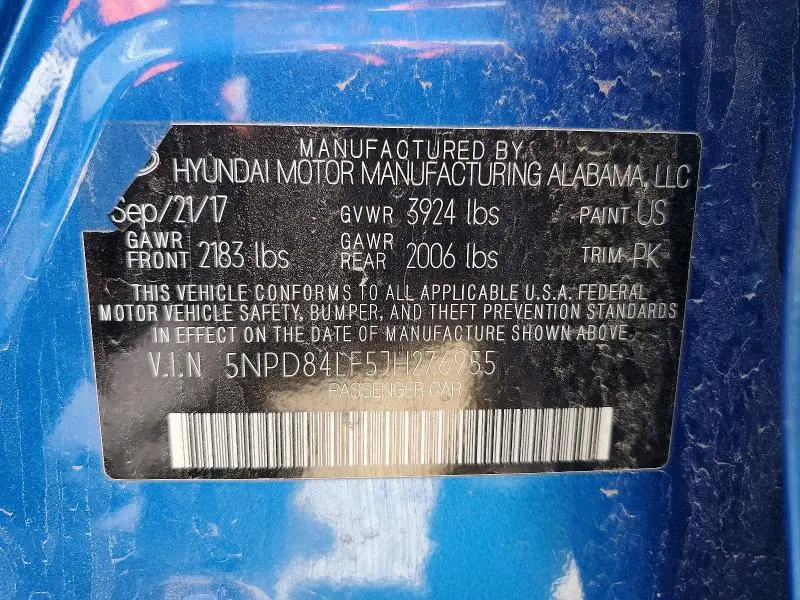 MANUFACTURED BY
HYUNDAI MOTOR MANUFACTURING ALABAMA, LLC
Sep/21/17 GVWR 3924 lbs PAINT US
GAWR FRONT 2183 lbs GAWR REAR 2006 lbs TRIM PK
THIS VEHICLE CONFORMS TO ALL APPLICABLE U.S.A. FEDERAL
MOTOR VEHICLE SAFETY, BUMPER, AND THEFT PREVENTION STANDARDS
IN EFFECT ON THE DATE OF MANUFACTURE SHOWN ABOVE.
V.I.N 5NPD84LF5JH276955
PASSENGER CAR